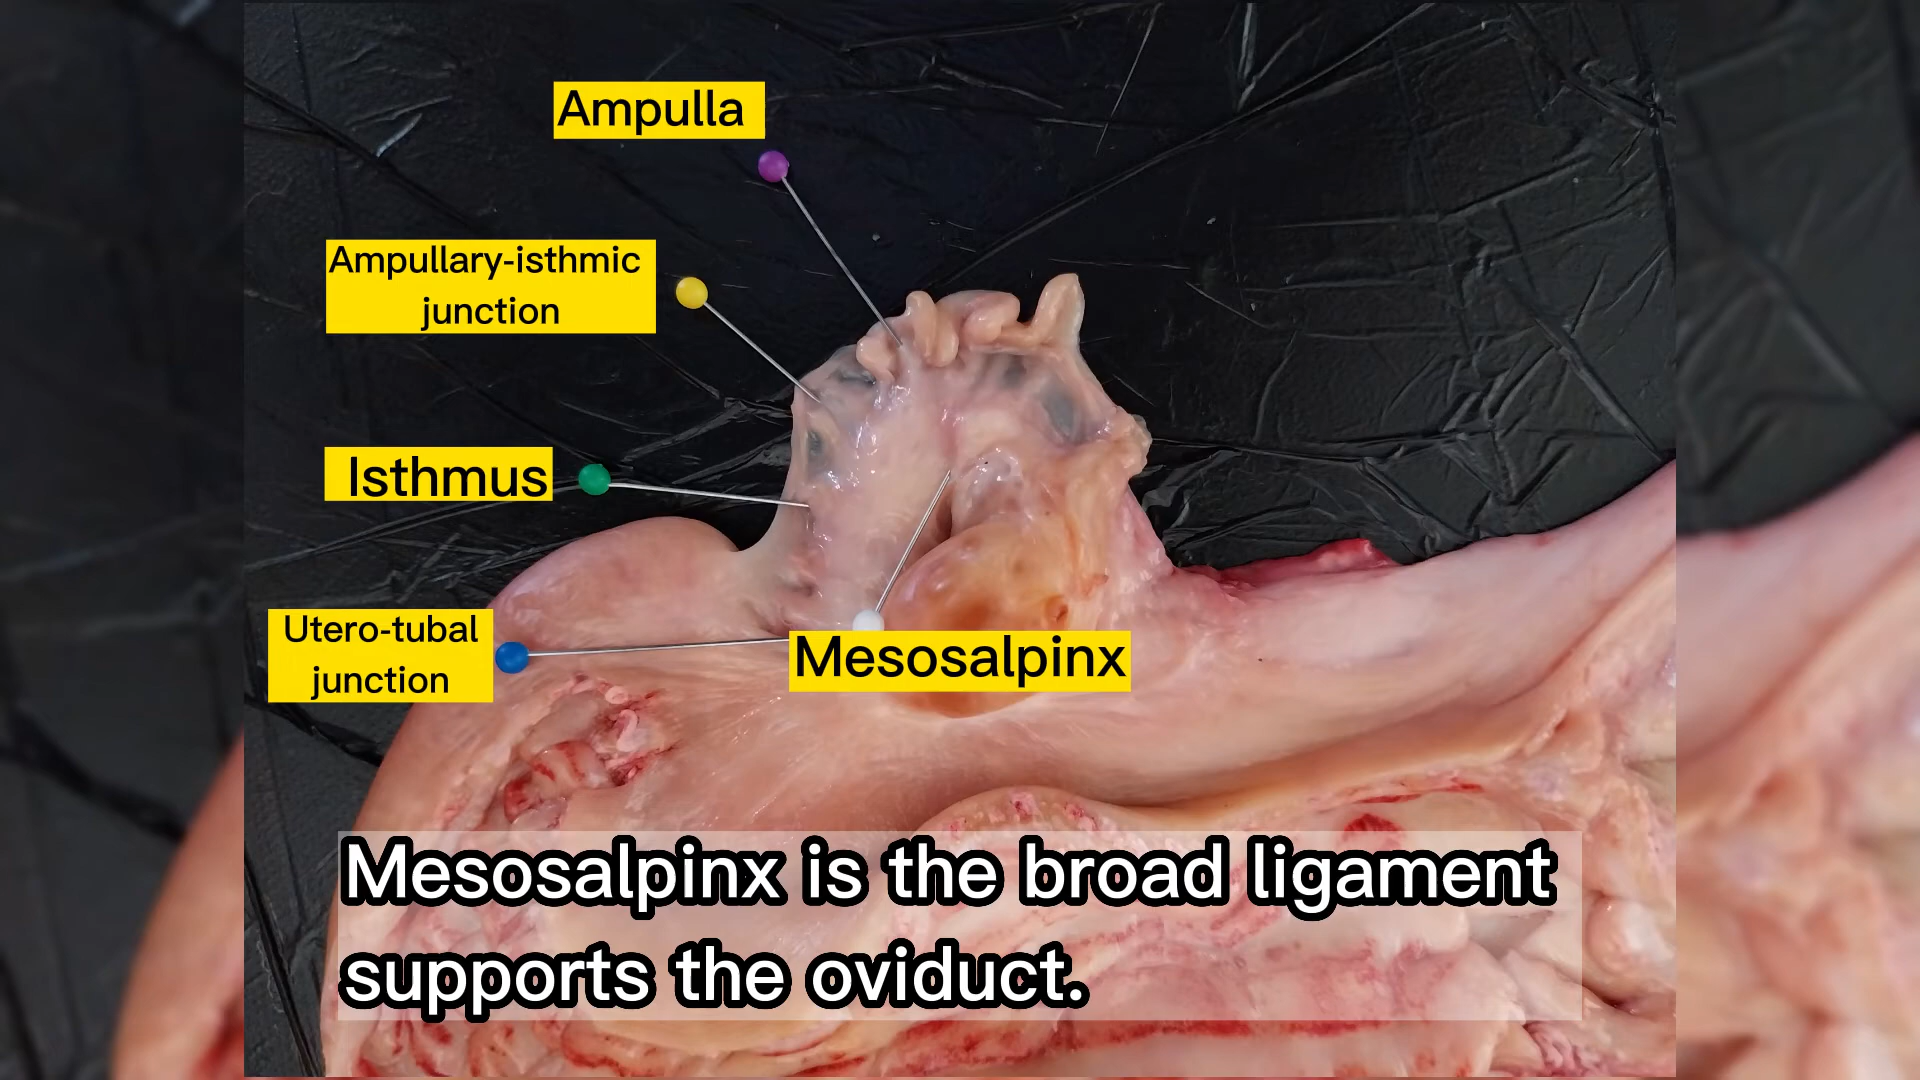 Ampulla
Ampullary-isthmic
junction
Isthmus
Utero-tubal
junction
Mesosalpinx
Mesosalpinx is the broad ligament
supports the oviduct.